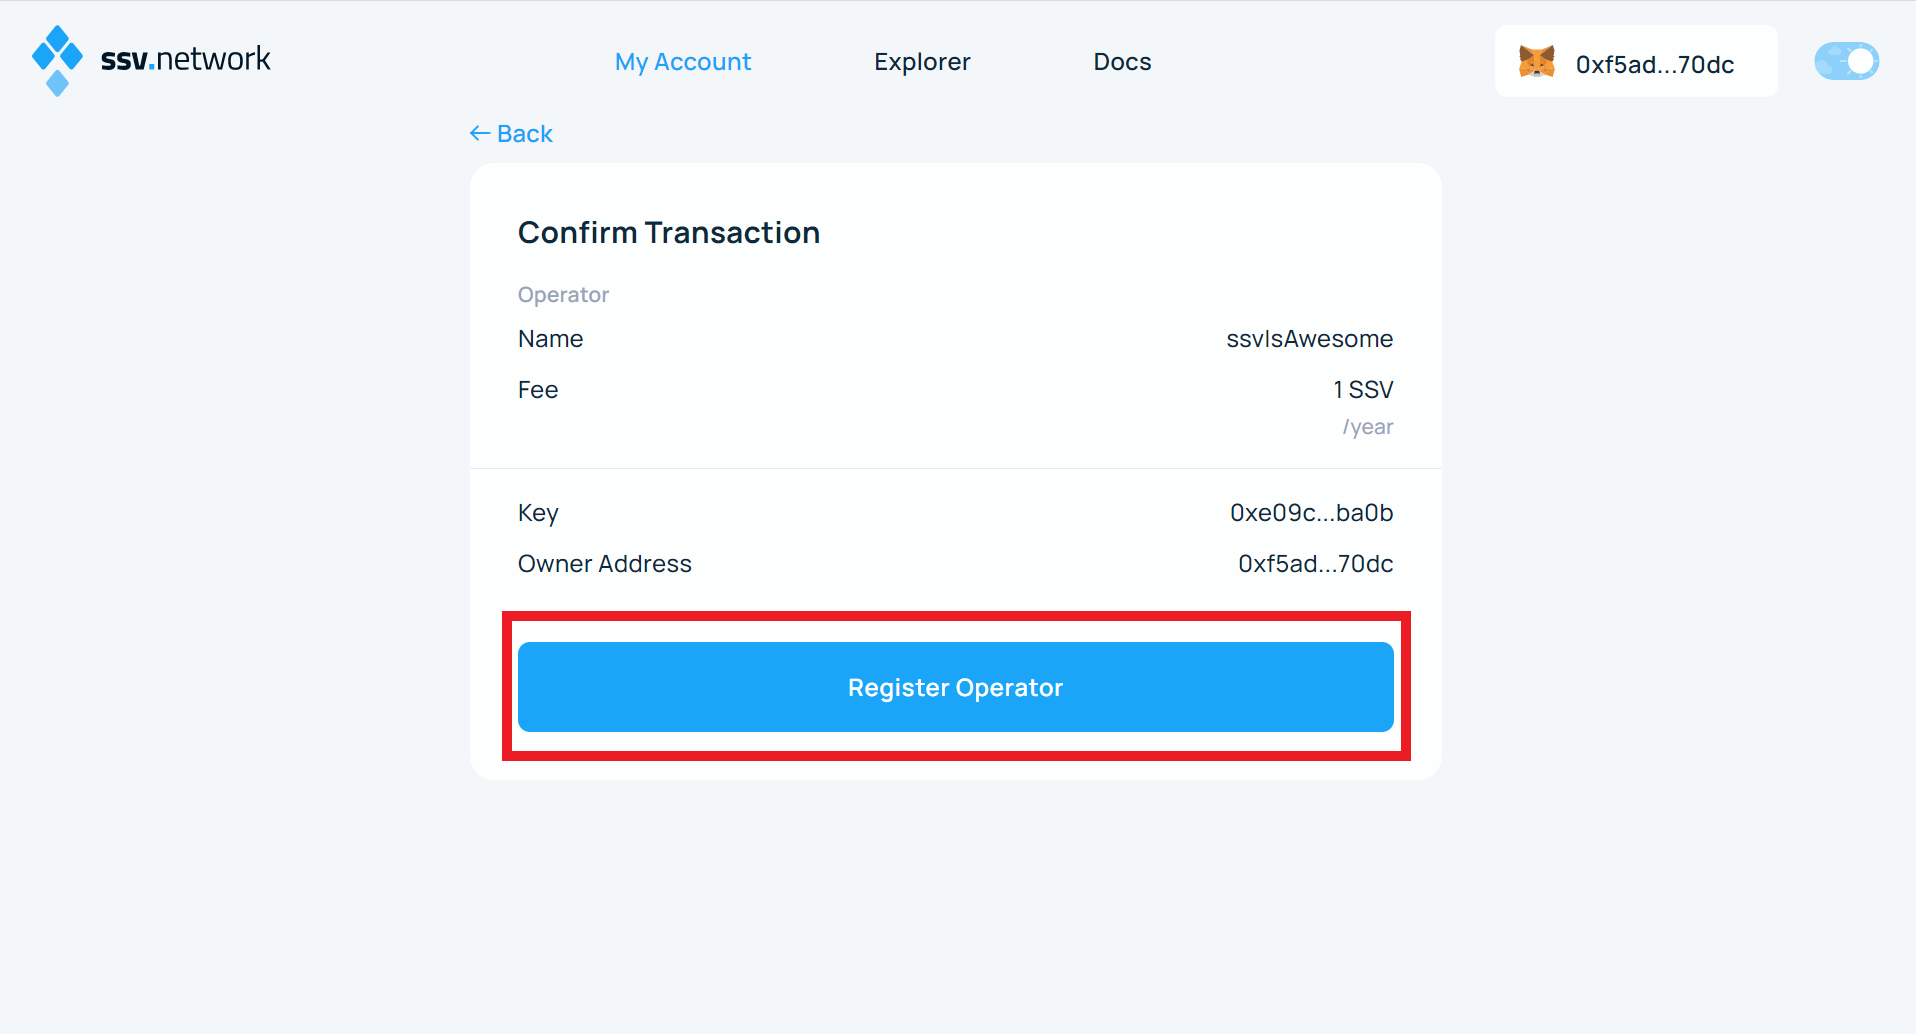 ssv.network
My Account
Explorer
Docs
0xf5ad...70dc
← Back
Confirm Transaction
Operator
Name ssvIsAwesome
Fee 1 SSV
/year
Key 0xe09c...ba0b
Owner Address 0xf5ad...70dc
Register Operator